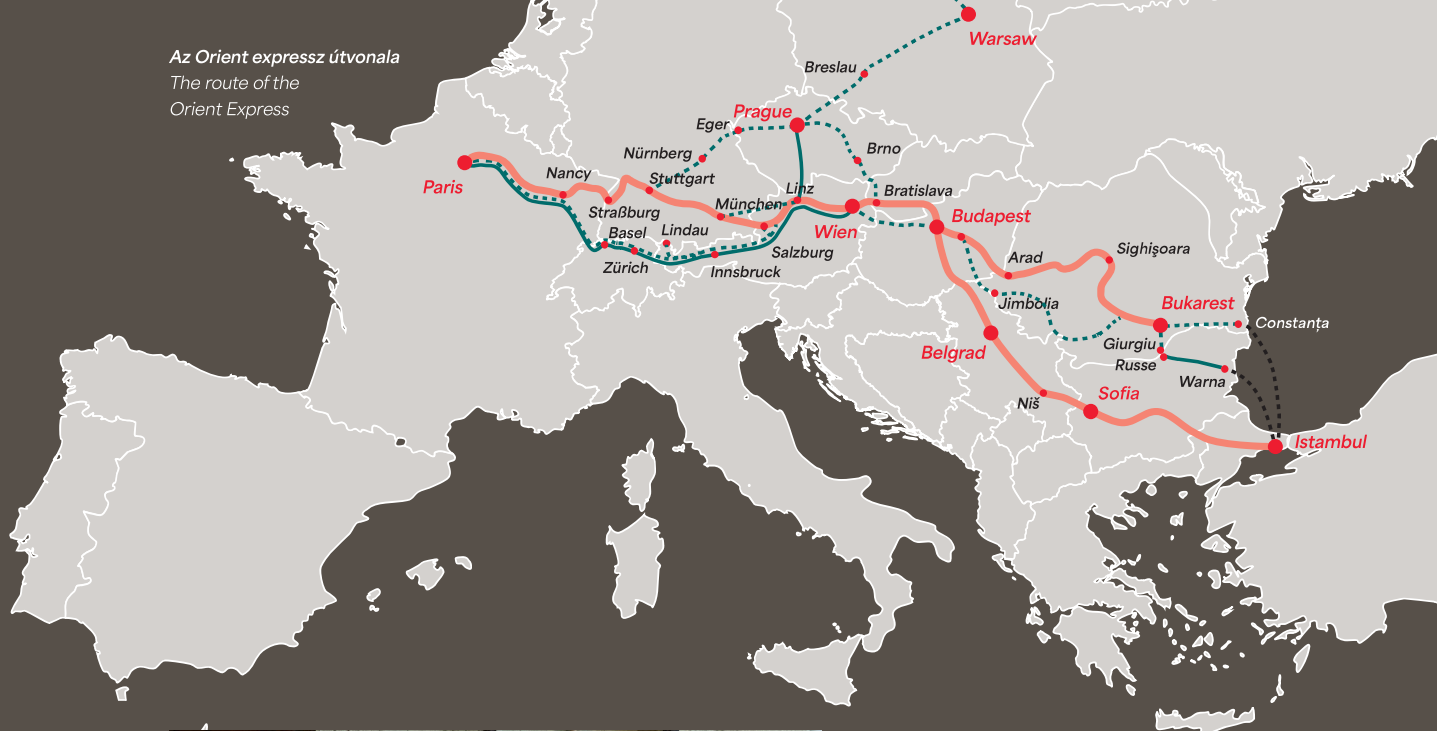 Az Orient expressz útvonala
The route of the
Orient Express
Warsaw
Breslau
Prague
Eger
Brno
Nürnberg
Nancy
Stuttgart
Paris
Linz
Bratislava
München
Straßburg
Budapest
Basel
Lindau
Wien
Sighişoara
Salzburg
Arad
Zürich
Innsbruck
Jimbolia
Bukarest
Constanța
Giurgiu
Belgrad
Russe
Warna
Sofia
Niš
Istambul